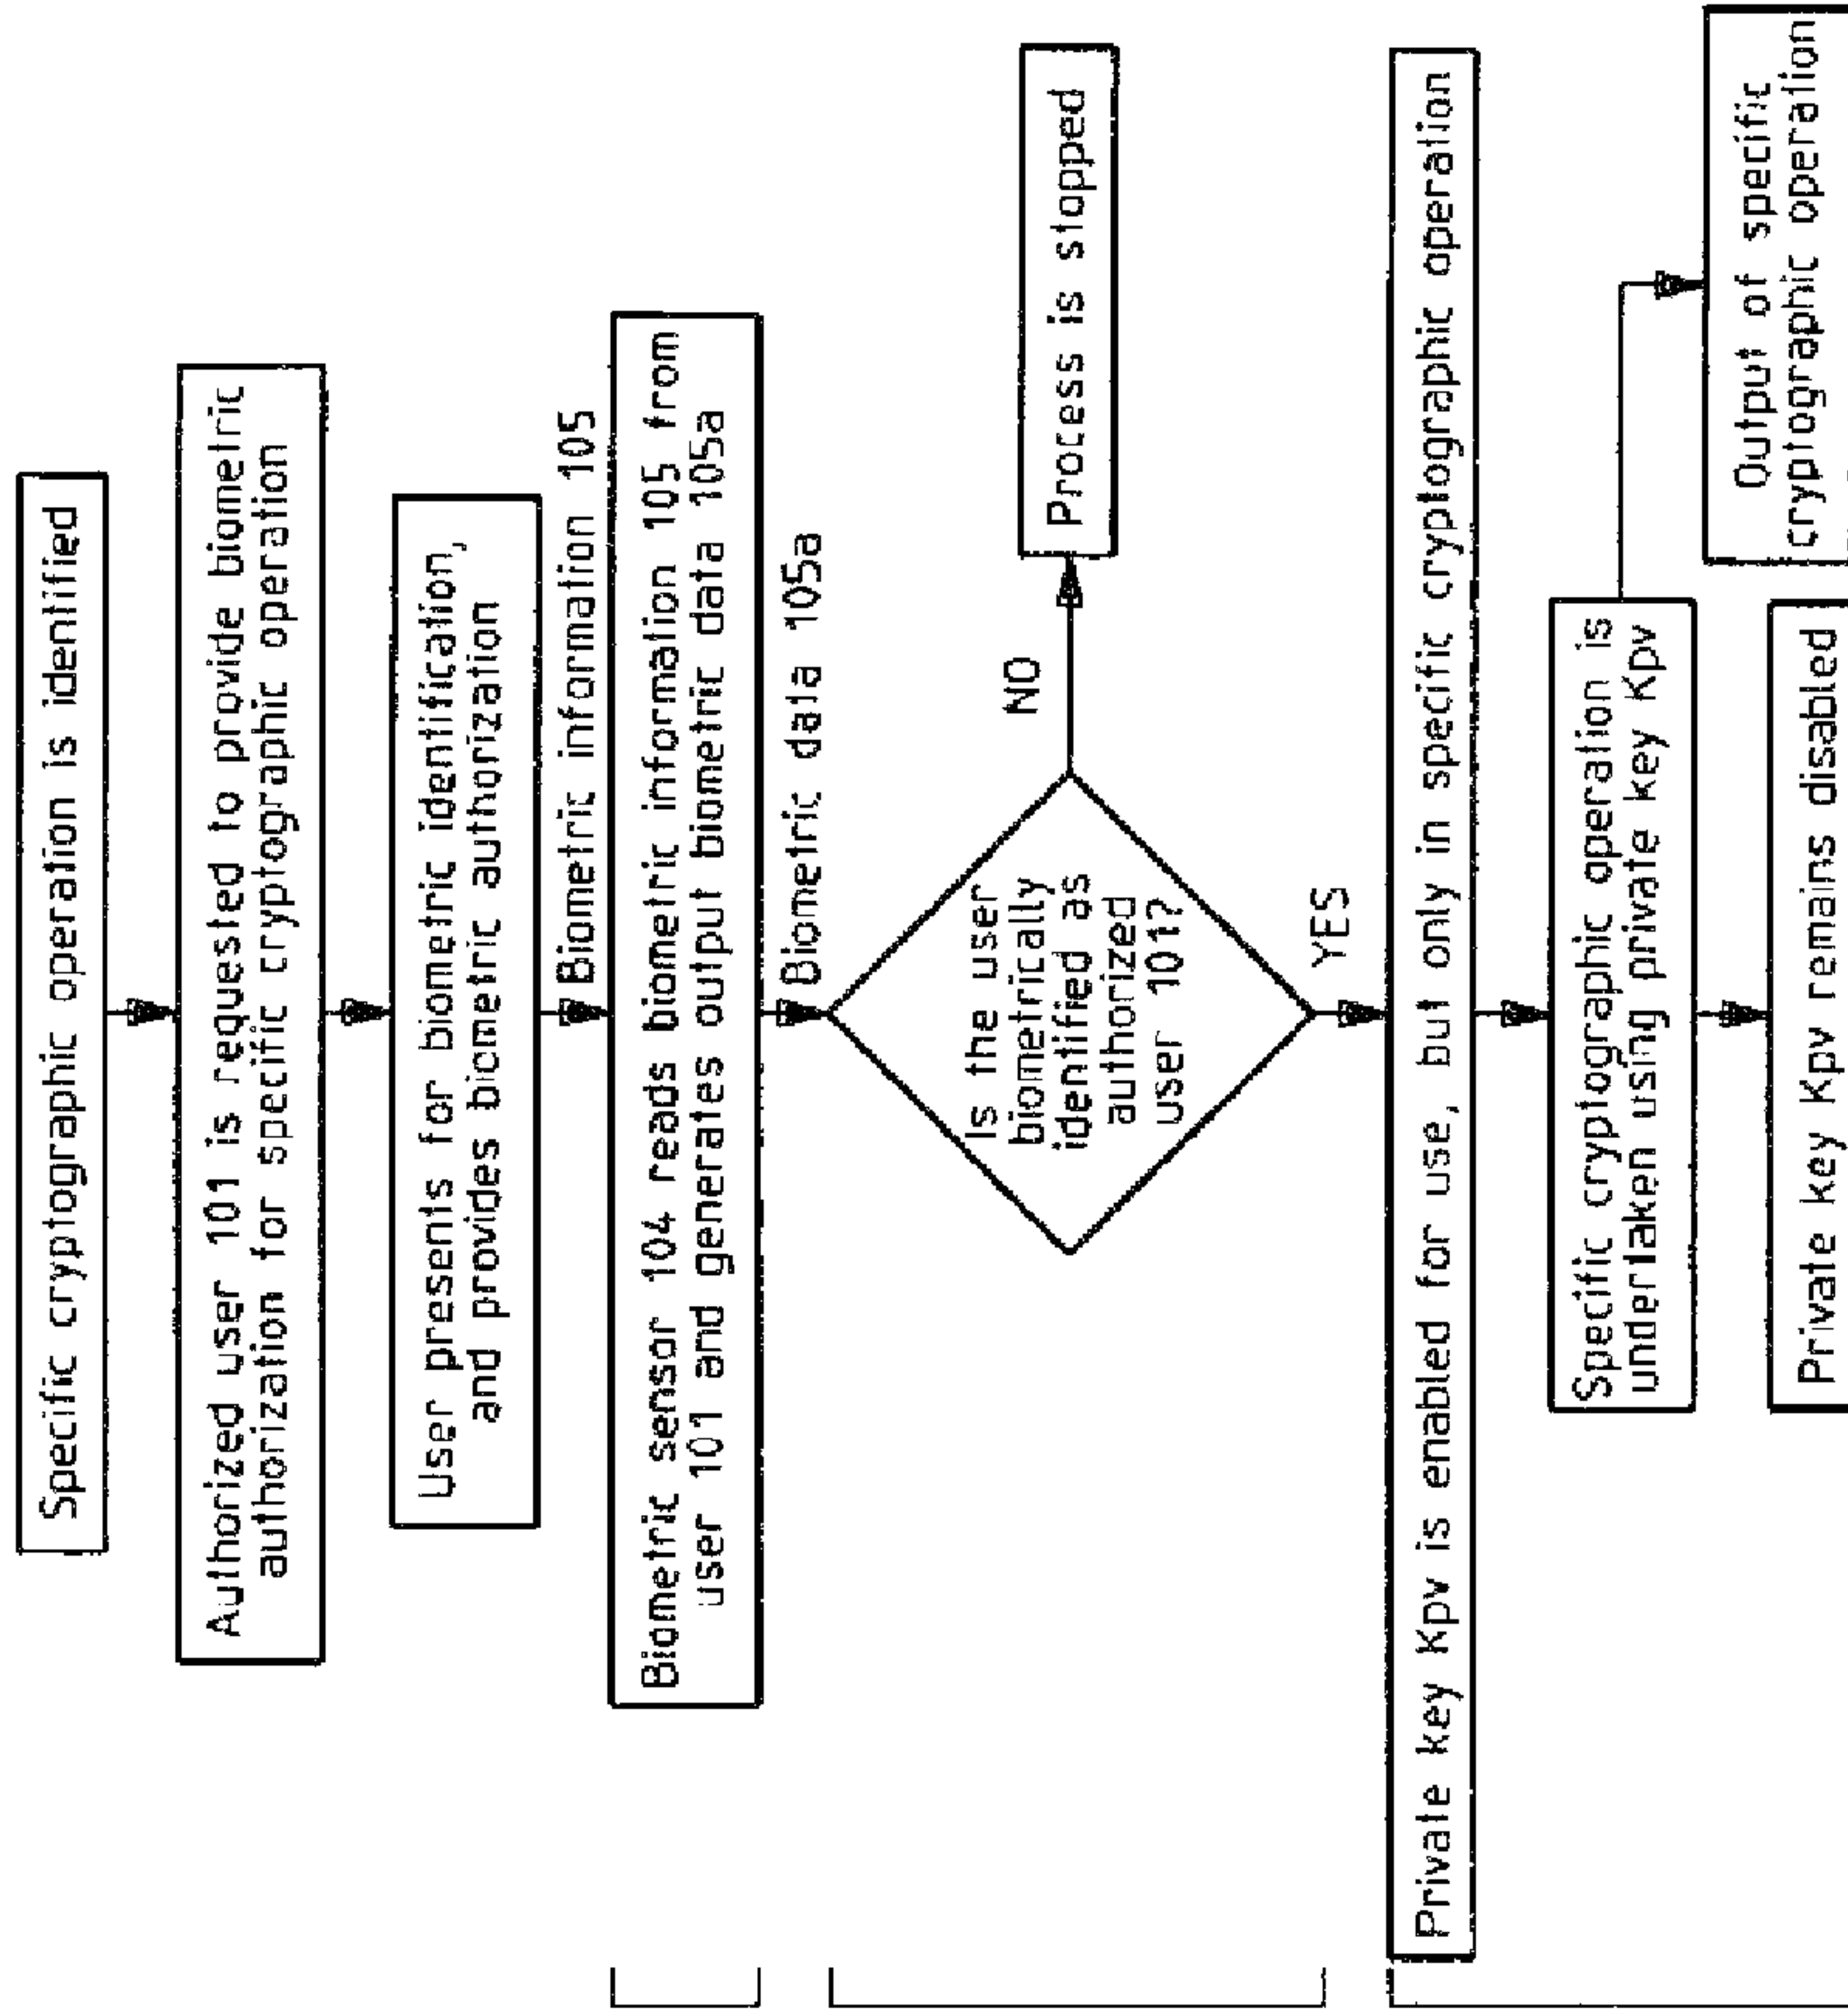 Specific cryptographic operation is identified
Authorized user 101 is requested to provide biometric
authorization for specific cryptographic operation
User presents for biometric identification,
and provides biometric authorization
Biometric information 105
Biometric sensor 104 reads biometric information 105 from
user 101 and generates output biometric data 105a
Biometric data 105a
Is the user
biometrically
identified as
authorized
user 101?
NO
Process is stopped
YES
Private key Kpv is enabled for use, but only in specific cryptographic operation
Specific cryptographic operation is
undertaken using private key Kpv
Output of specific
cryptographic operation
Private key Kpv remains disabled